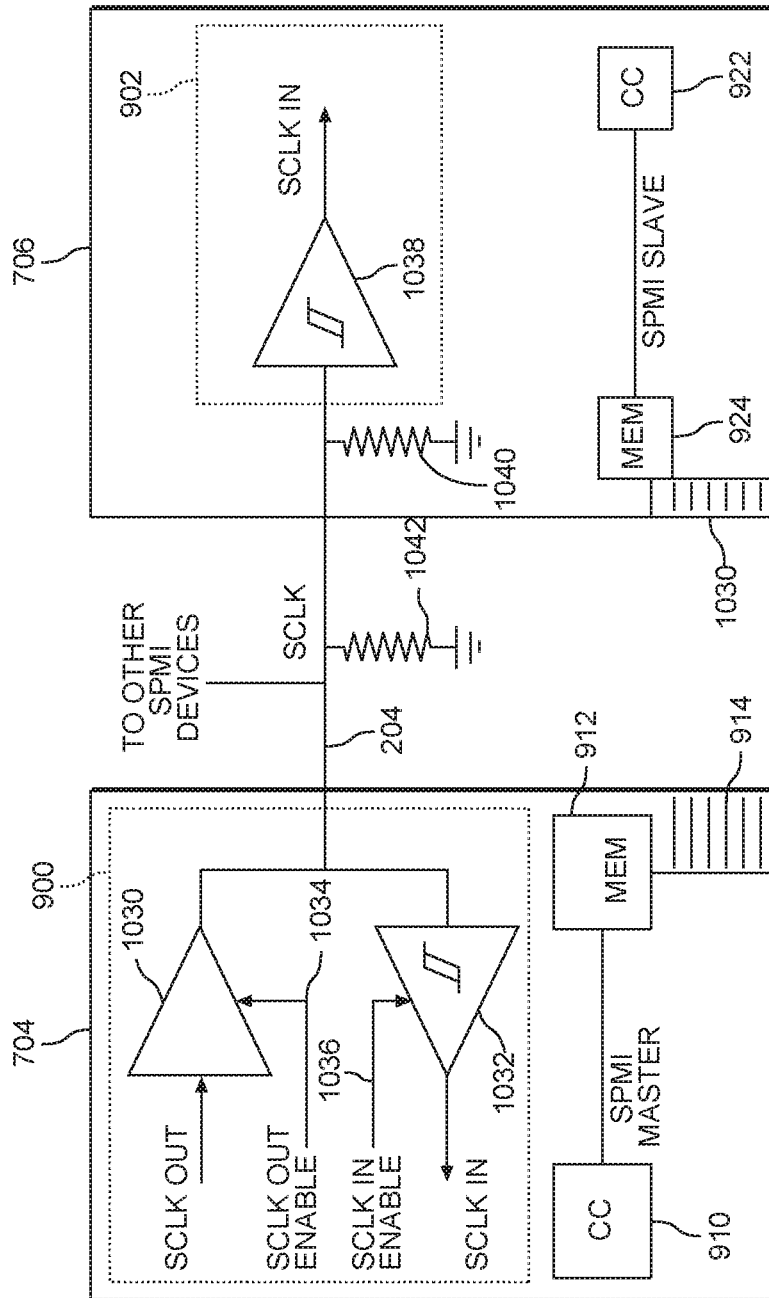 704
900
1030
SCLK OUT
SCLK OUT
ENABLE
1034
1036
SCLK IN
ENABLE
SCLK IN
1032
CC
910
SPMI
MASTER
MEM
912
914
TO OTHER
SPMI
DEVICES
204
SCLK
1042
706
902
SCLK IN
1038
1040
MEM
924
SPMI SLAVE
CC
922
1030